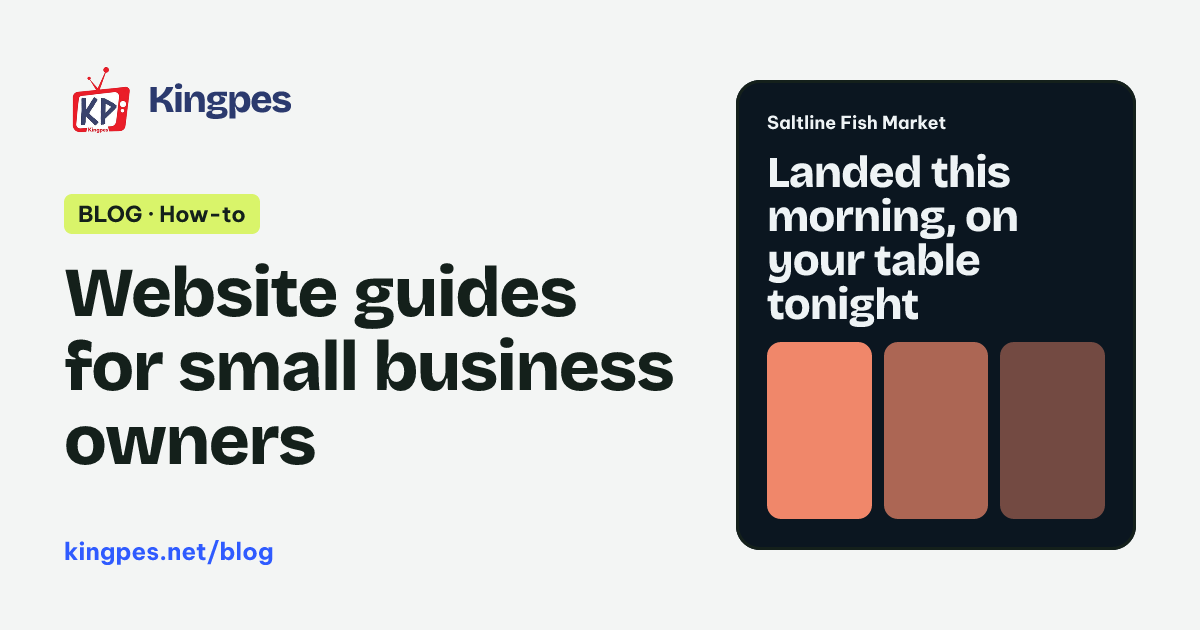 KP
Kingpes
Kingpes
BLOG · How-to
Website guides
for small business
owners
kingpes.net/blog
Saltline Fish Market
Landed this
morning, on
your table
tonight